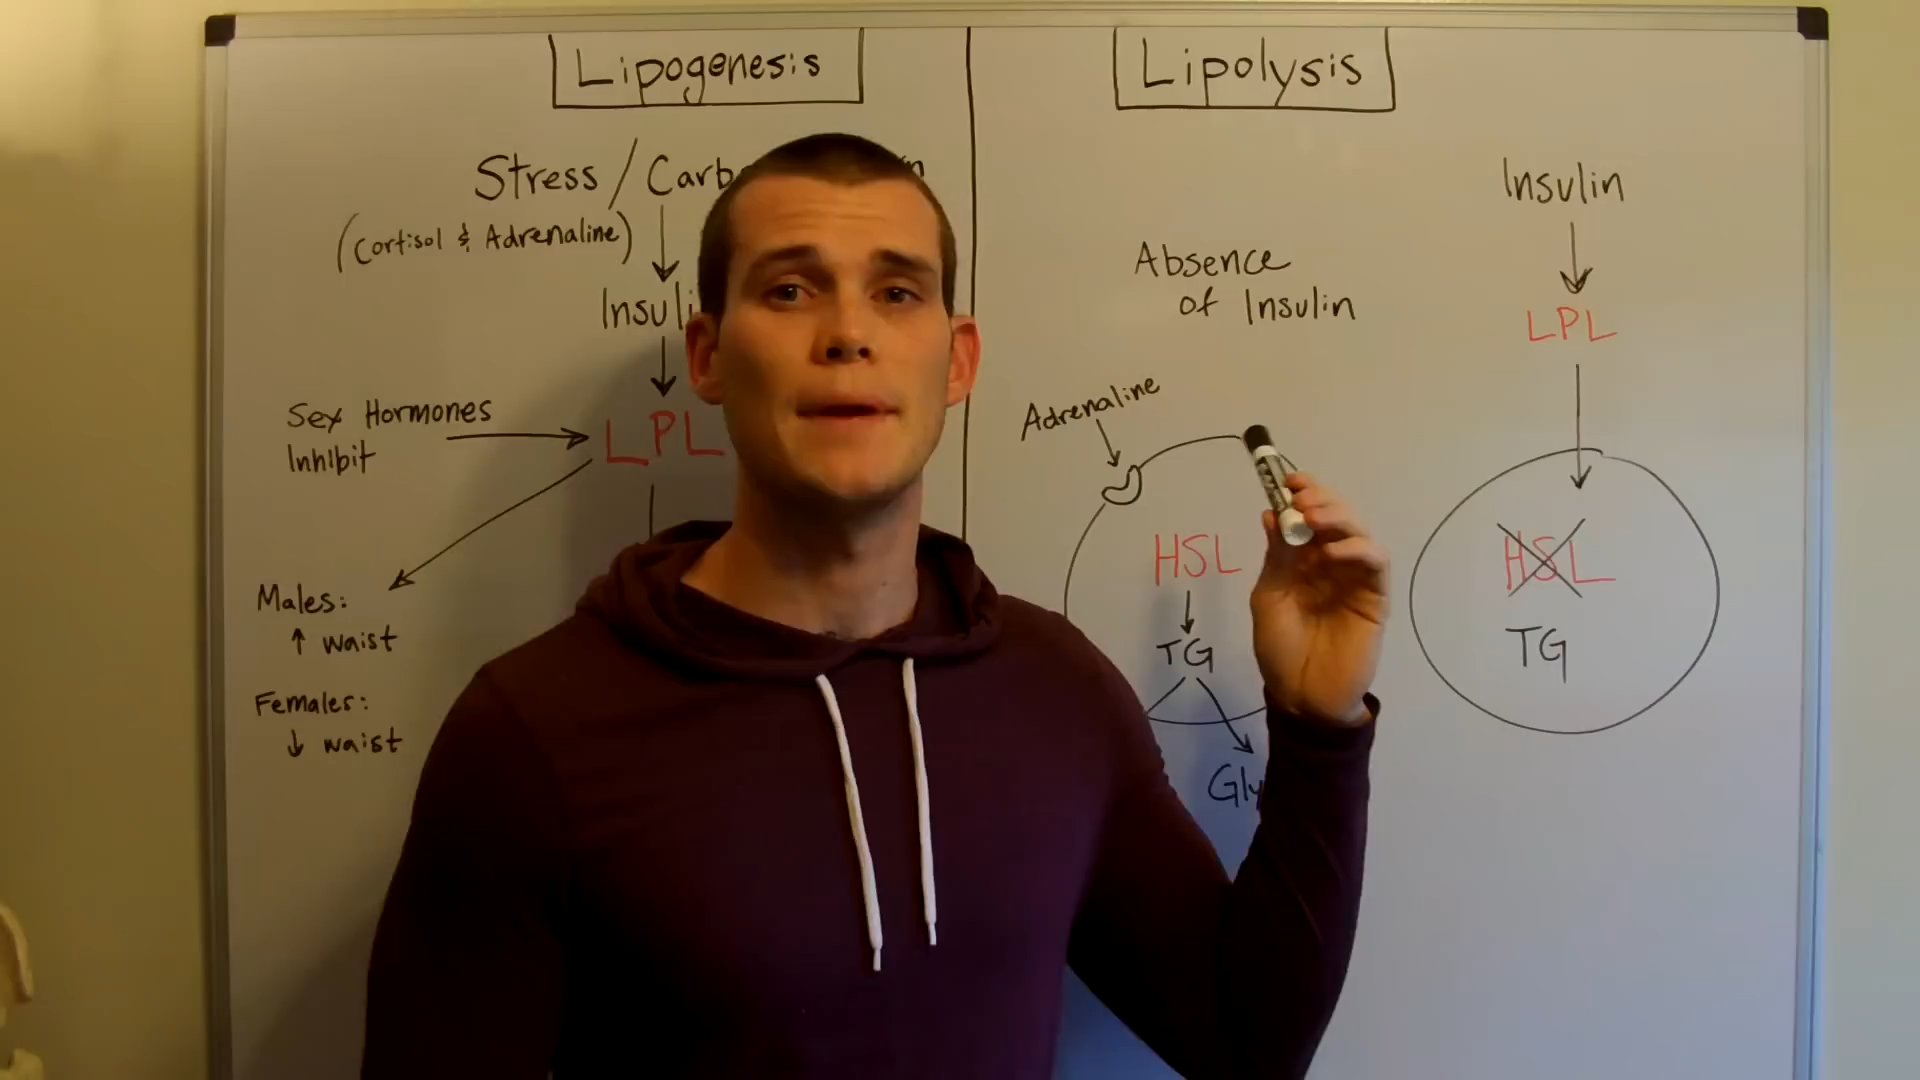 Lipogenesis
Stress / Carb
(Cortisol & Adrenaline)
Insuli
Sex Hormones
Inhibit
LPL
Males:
↑ waist
Females:
↓ waist
Lipolysis
Absence
of Insulin
Adrenaline
HSL
TG
Gly
Insulin
LPL
HSL
TG